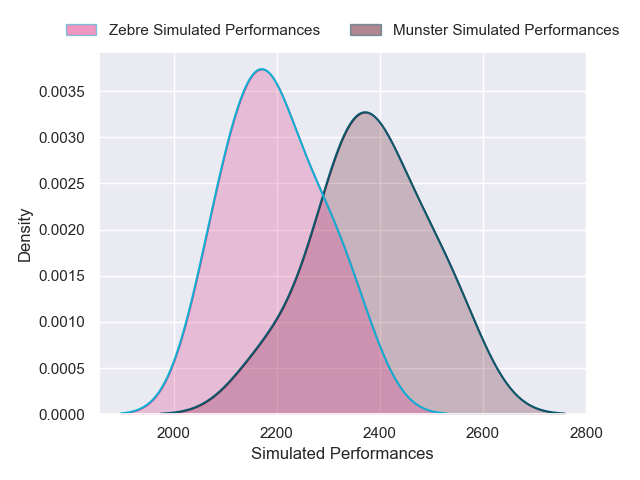 Zebre Simulated Performances Munster Simulated Performances
0.0035
0.0030
0.0025
0.0020
0.0015
0.0010
0.0005
0.0000
Density
2000 2200 2400 2600 2800
Simulated Performances